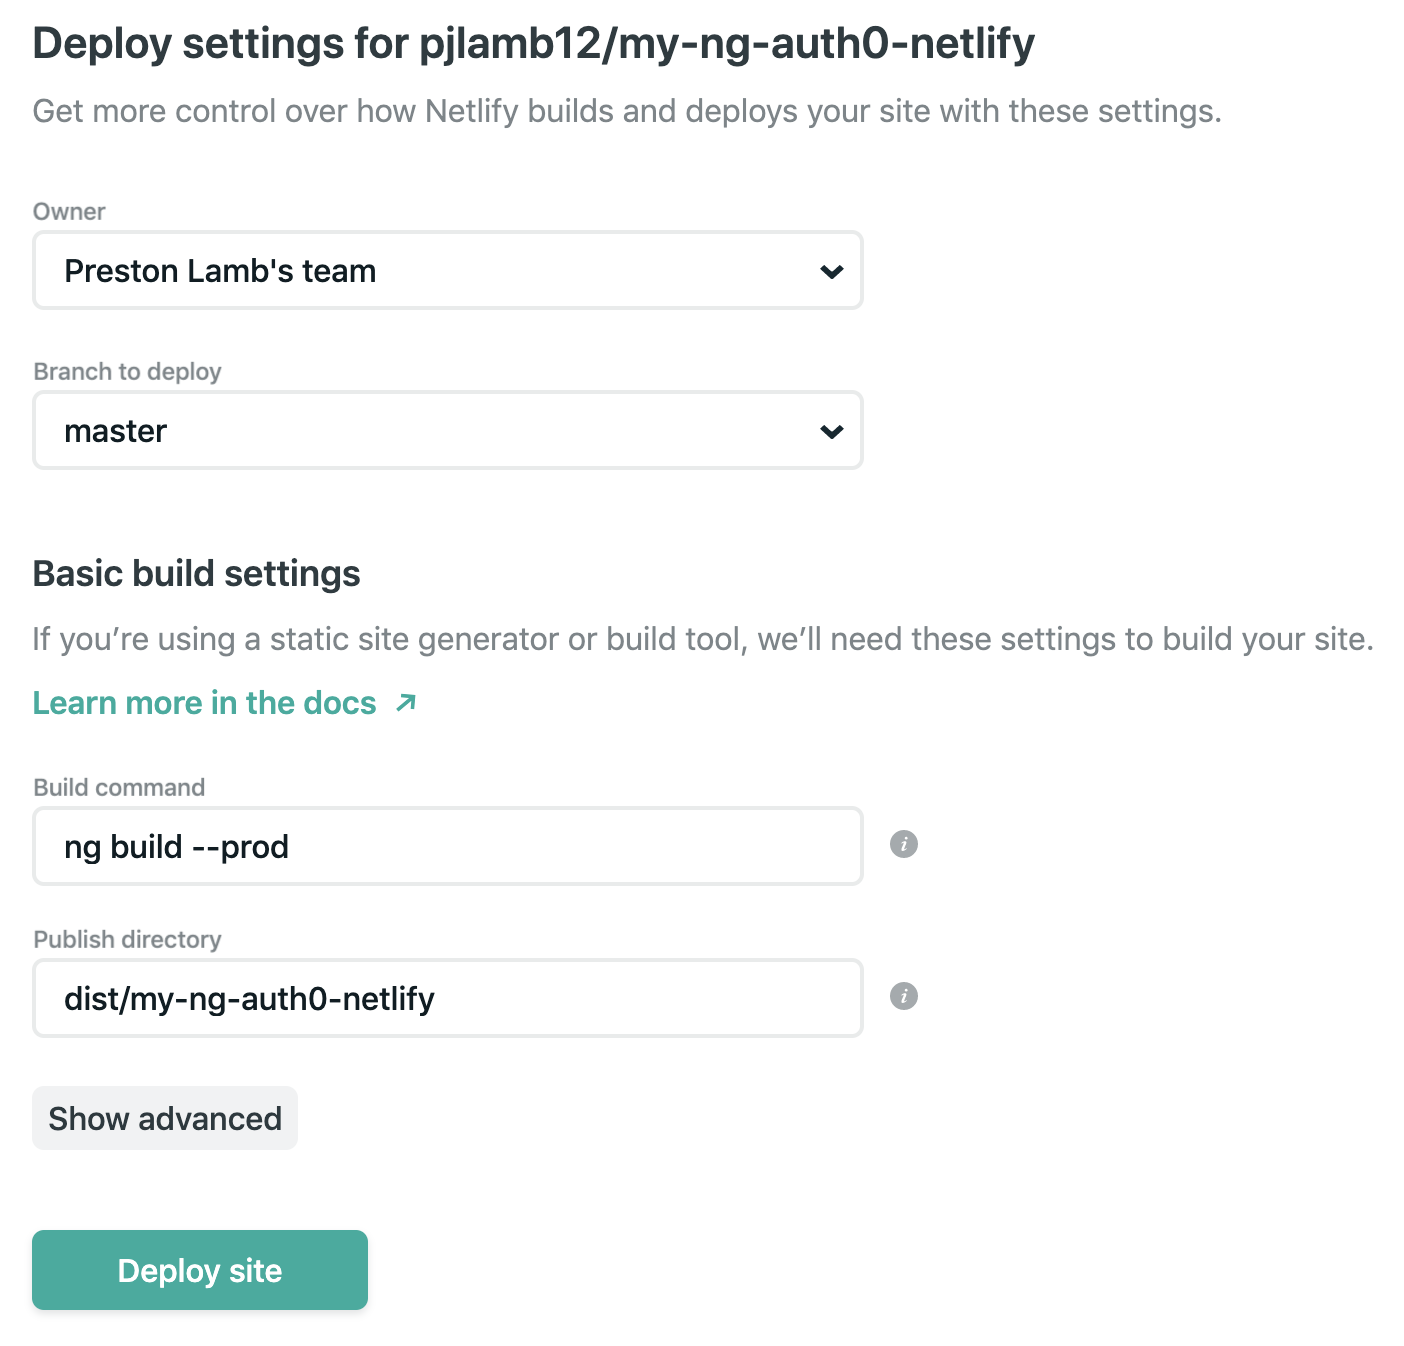 Deploy settings for pjlamb12/my-ng-auth0-netlify
Get more control over how Netlify builds and deploys your site with these settings.
Owner
Preston Lamb's team
Branch to deploy
master
Basic build settings
If you’re using a static site generator or build tool, we’ll need these settings to build your site.
Learn more in the docs ↗
Build command
ng build --prod
i
Publish directory
dist/my-ng-auth0-netlify
i
Show advanced
Deploy site